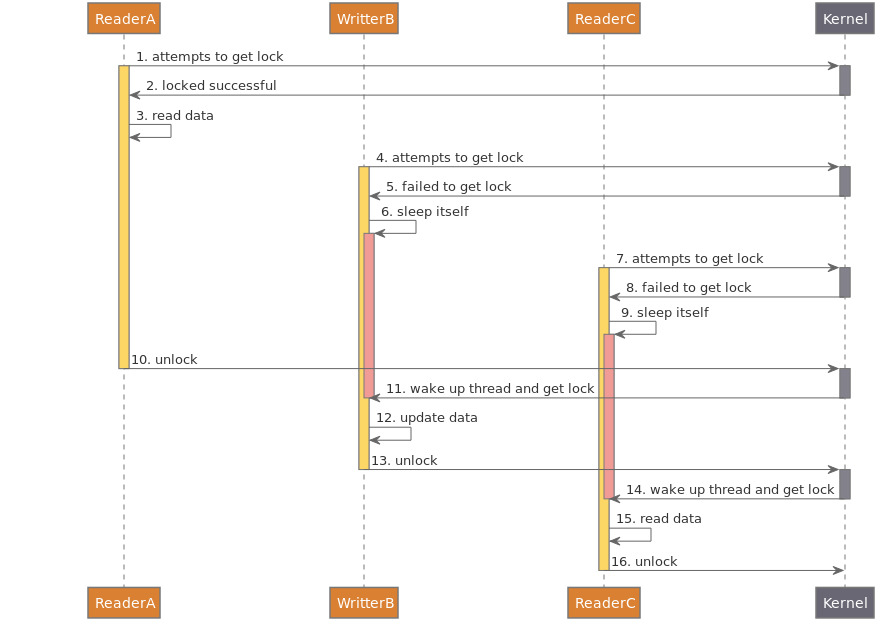 ReaderA
WritterB
ReaderC
Kernel
1. attempts to get lock
2. locked successful
3. read data
4. attempts to get lock
5. failed to get lock
6. sleep itself
7. attempts to get lock
8. failed to get lock
9. sleep itself
10. unlock
11. wake up thread and get lock
12. update data
13. unlock
14. wake up thread and get lock
15. read data
16. unlock
ReaderA
WritterB
ReaderC
Kernel